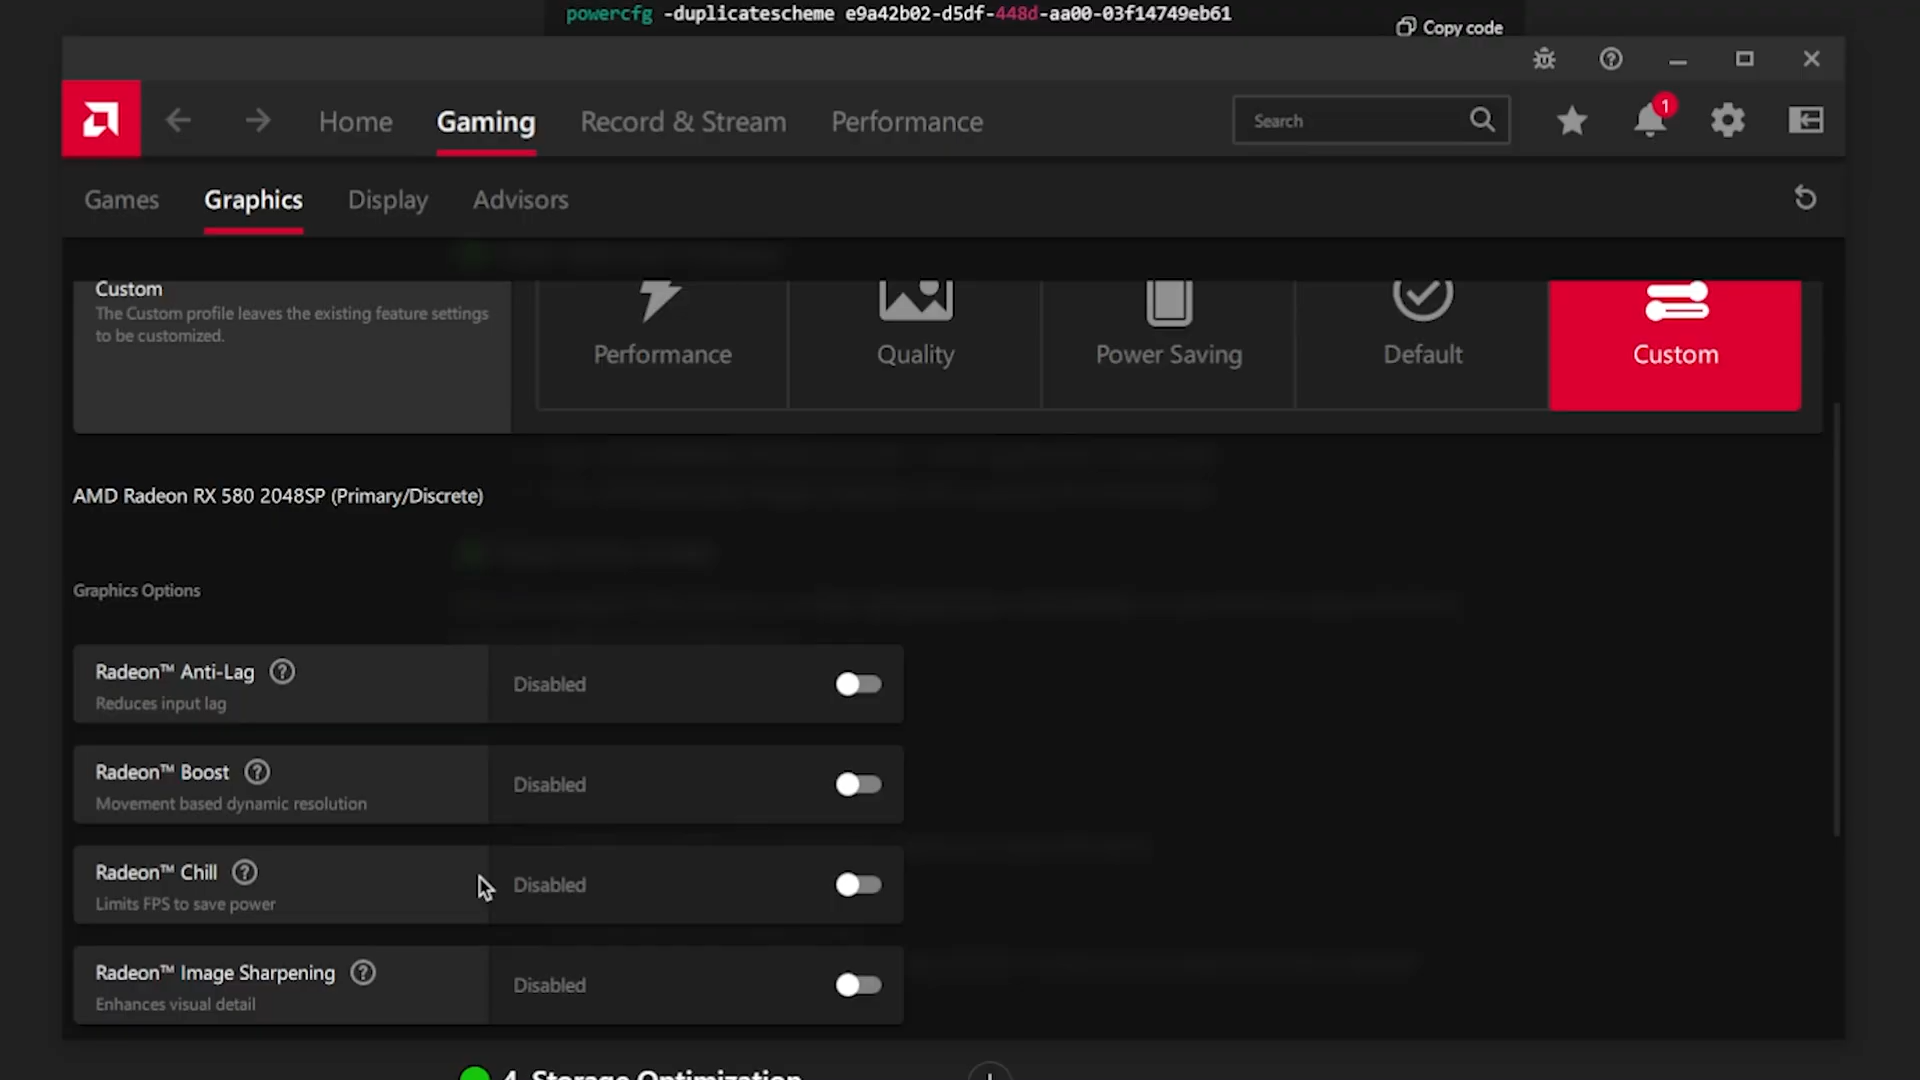 powercfg -duplicatescheme e9a42b02-d5df-448d-aa00-03f14749eb61
Copy code
Home
Gaming
Record & Stream
Performance
Search
1
Games
Graphics
Display
Advisors
Custom
The Custom profile leaves the existing feature settings
to be customized.
Performance
Quality
Power Saving
Default
Custom
AMD Radeon RX 580 2048SP (Primary/Discrete)
Graphics Options
Radeon™ Anti-Lag
Reduces input lag
Disabled
Radeon™ Boost
Movement based dynamic resolution
Disabled
Radeon™ Chill
Limits FPS to save power
Disabled
Radeon™ Image Sharpening
Enhances visual detail
Disabled
4. Storage Optimization